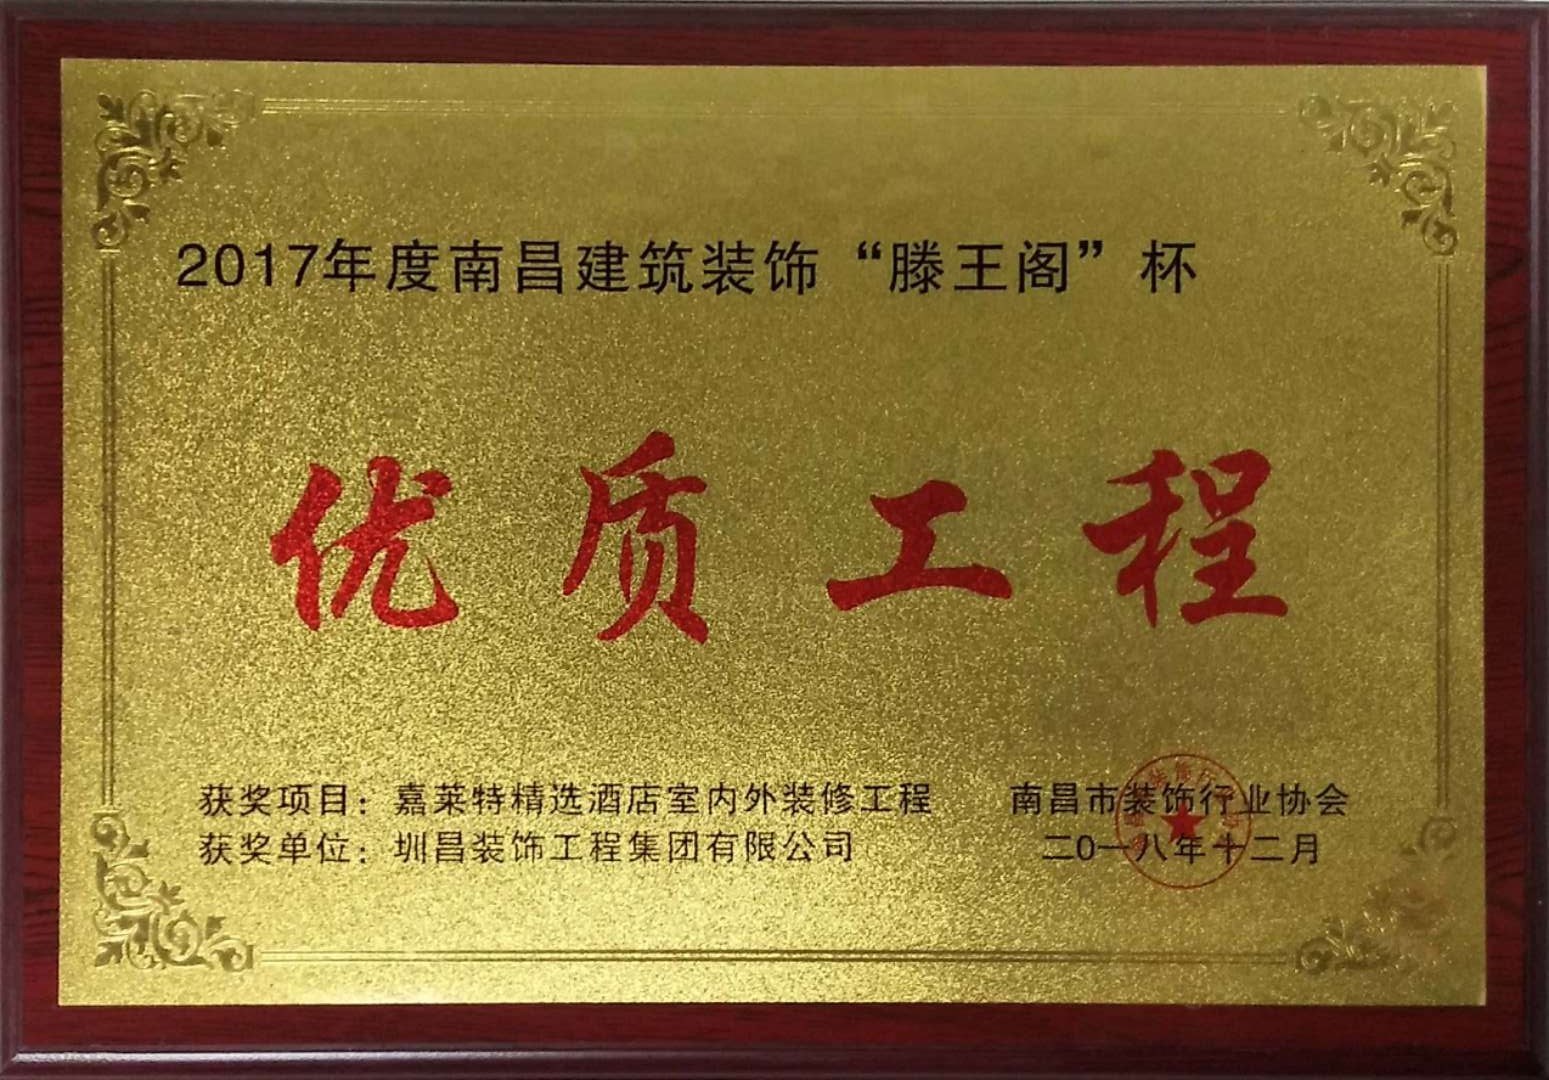 2017年度南昌建筑装饰“滕王阁”杯
优质工程
获奖项目：嘉莱特精选酒店室内外装修工程
获奖单位：圳昌装饰工程集团有限公司
南昌市装饰行业协会
二0一八年十二月